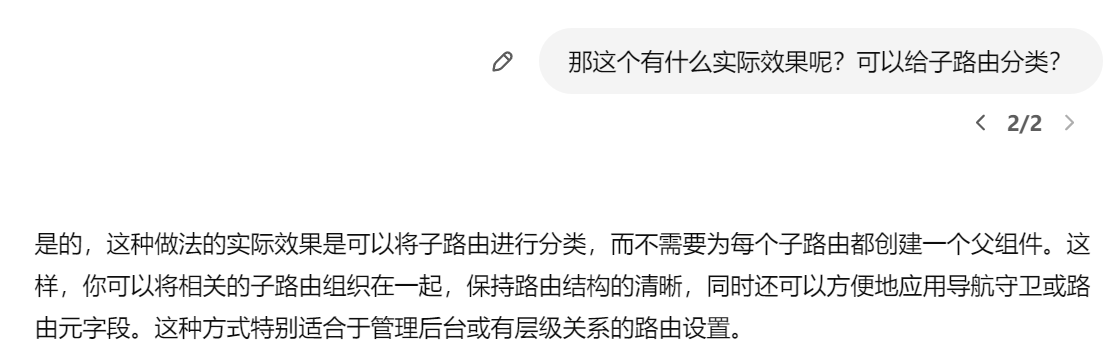 那这个有什么实际效果呢？可以给子路由分类？
2/2
是的，这种做法的实际效果是可以将子路由进行分类，而不需要为每个子路由都创建一个父组件。这
样，你可以将相关的子路由组织在一起，保持路由结构的清晰，同时还可以方便地应用导航守卫或路
由元字段。这种方式特别适合于管理后台或有层级关系的路由设置。